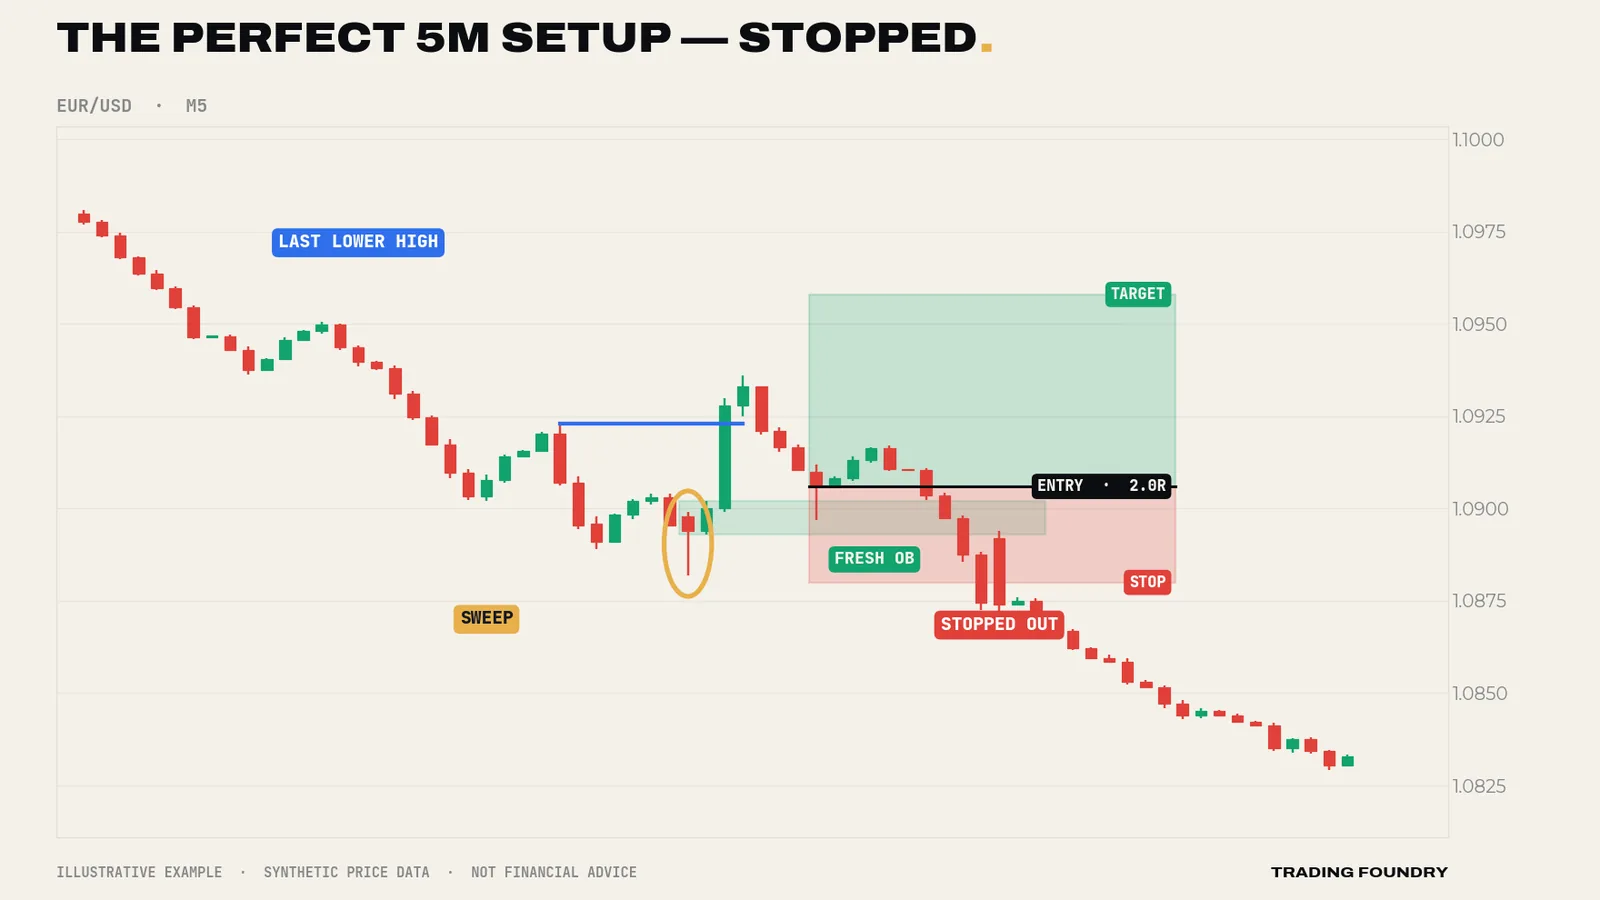 THE PERFECT 5M SETUP — STOPPED.
EUR/USD · M5
1.1000
1.0975
LAST LOWER HIGH
TARGET
1.0950
1.0925
ENTRY · 2.0R
1.0900
FRESH OB
STOP
1.0875
SWEEP
STOPPED OUT
1.0850
1.0825
ILLUSTRATIVE EXAMPLE · SYNTHETIC PRICE DATA · NOT FINANCIAL ADVICE
TRADING FOUNDRY